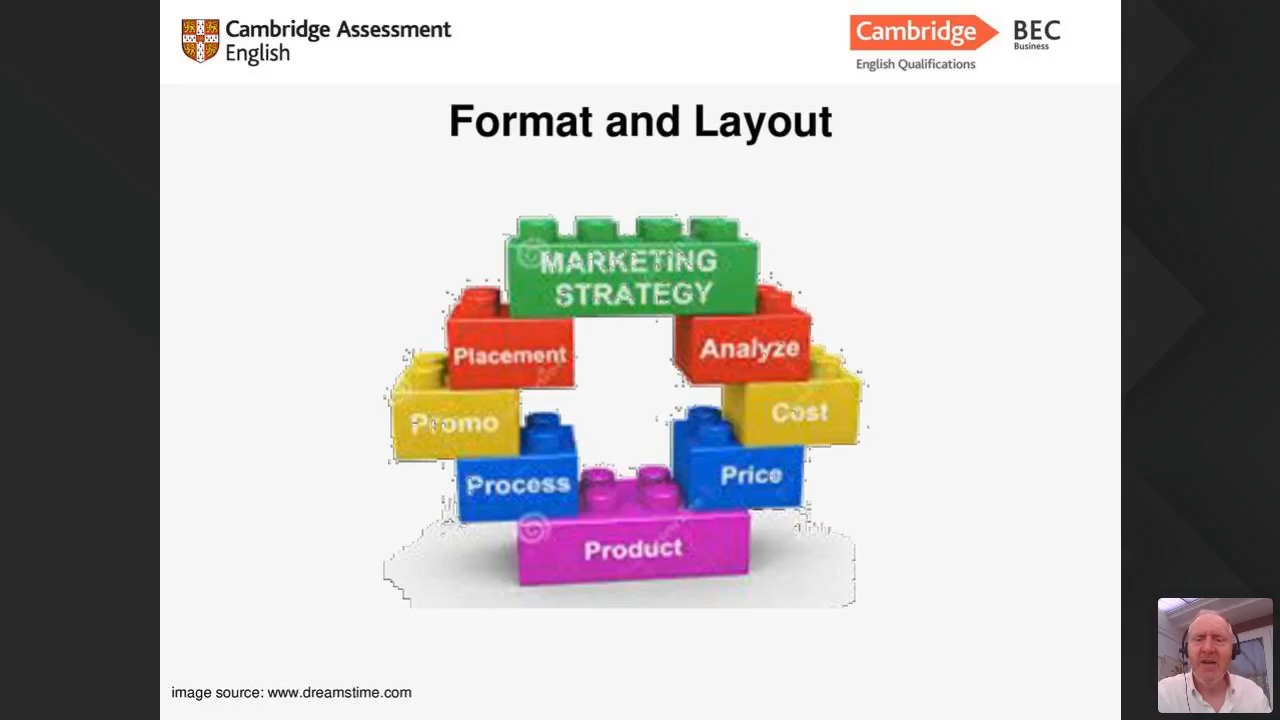 Cambridge Assessment
English
Cambridge
BEC
Business
English Qualifications
Format and Layout
MARKETING
STRATEGY
Placement
Analyze
Promo
Cost
Process
Price
Product
image source: www.dreamstime.com